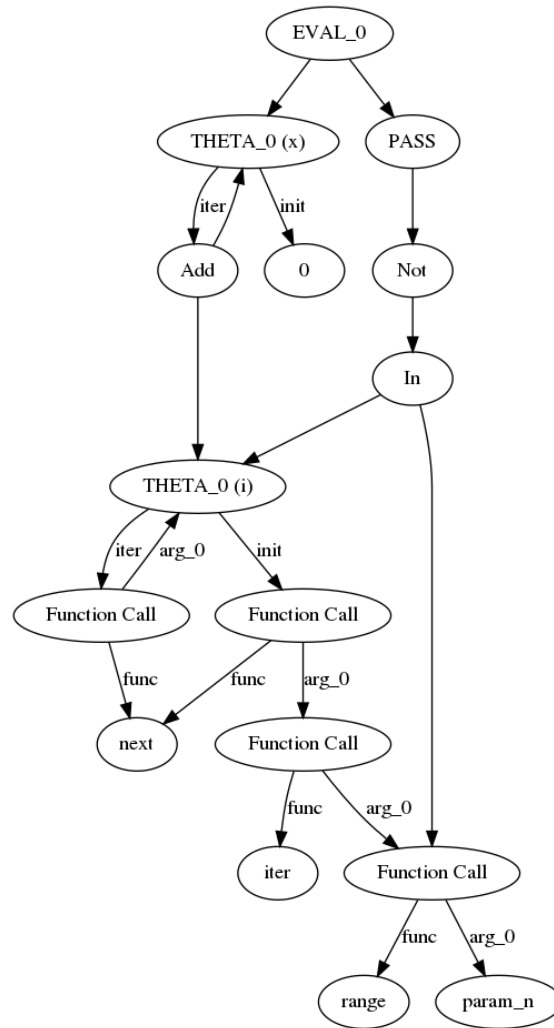 EVAL_0
THETA_0 (x)
PASS
iter
init
Add
0
Not
In
THETA_0 (i)
iter
arg_0
init
Function Call
Function Call
func
func
arg_0
next
Function Call
func
arg_0
iter
Function Call
func
arg_0
range
param_n